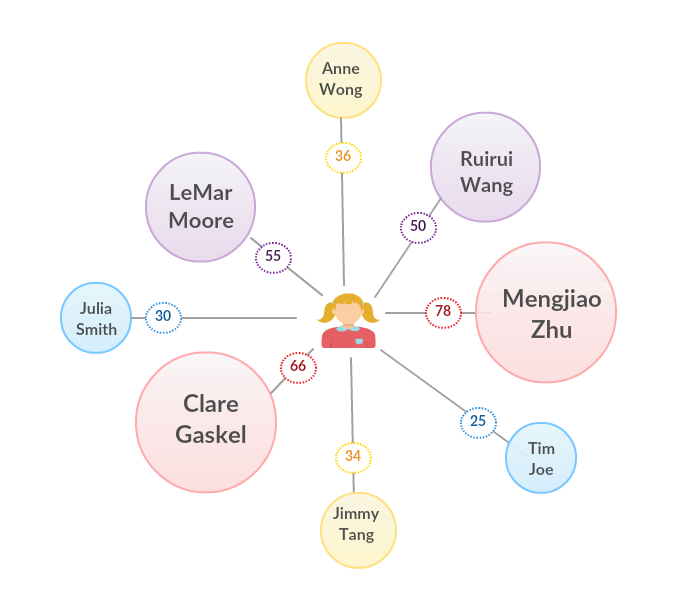 Anne
Wong
36
Ruirui
Wang
50
LeMar
Moore
55
Mengjiao
Zhu
78
Julia
Smith
30
Clare
Gaskel
66
Tim
Joe
25
Jimmy
Tang
34